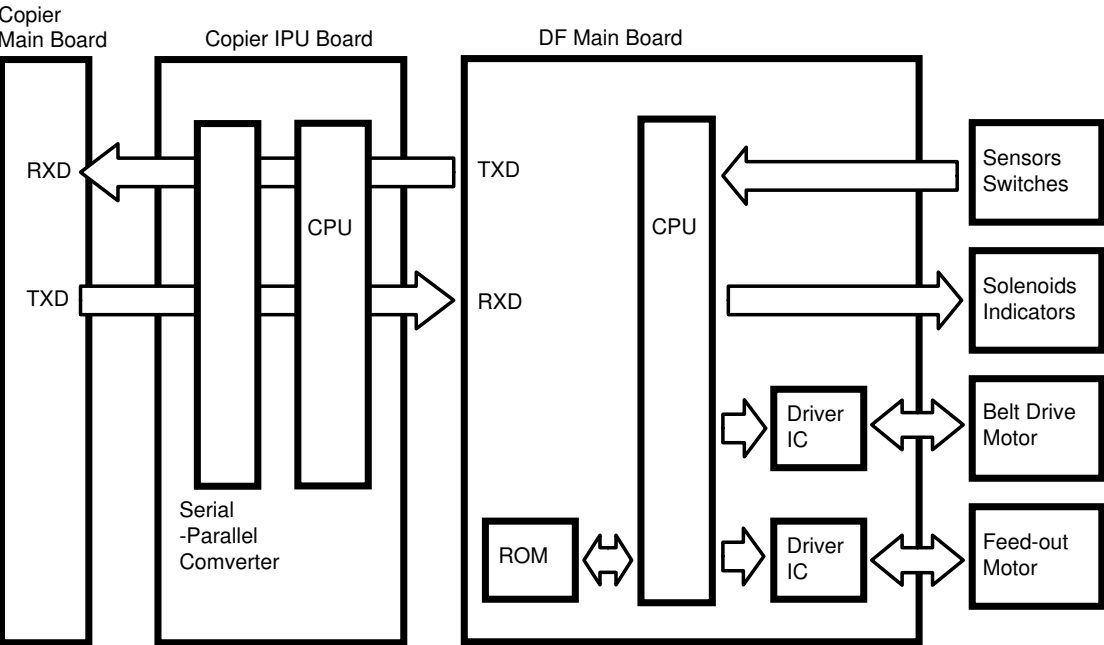 Copier
Main Board
Copier IPU Board
DF Main Board
RXD
TXD
CPU
Serial
-Parallel
Comverter
TXD
RXD
CPU
ROM
Driver
IC
Driver
IC
Sensors
Switches
Solenoids
Indicators
Belt Drive
Motor
Feed-out
Motor